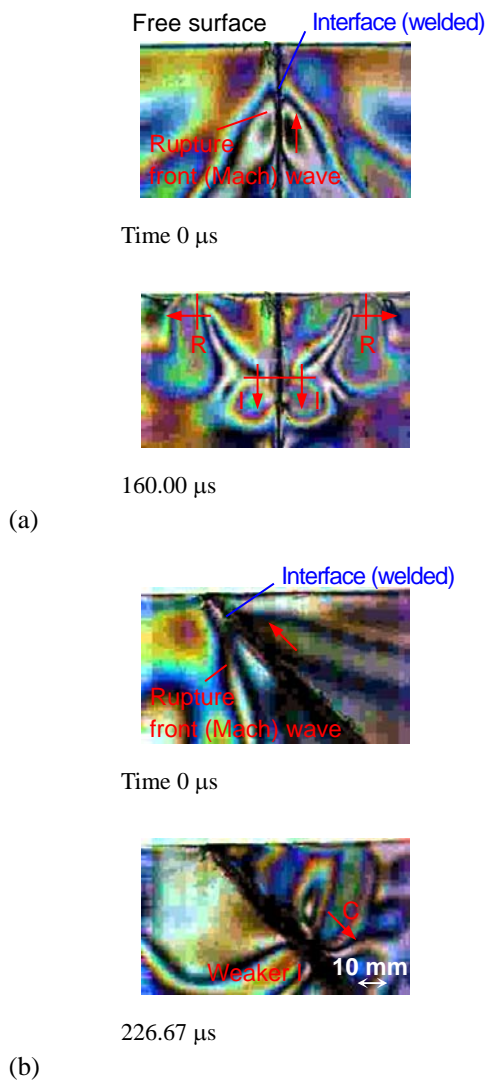 Free surface
Interface (welded)
Rupture
front (Mach) wave
Time 0 μs
R
R
I
I
160.00 μs
(a)
Interface (welded)
Rupture
front (Mach) wave
Time 0 μs
C
Weaker I
10 mm
226.67 μs
(b)